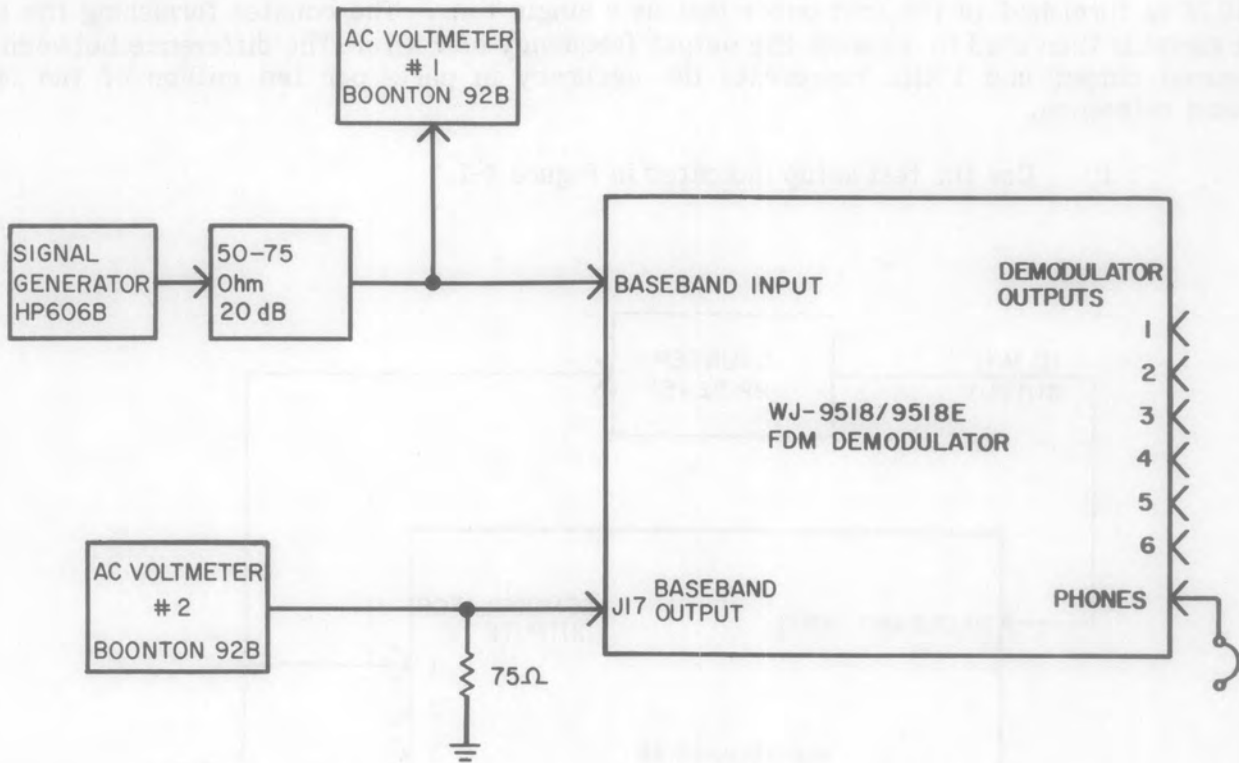 AC VOLTMETER
#1
BOONTON 92B
SIGNAL
GENERATOR
HP606B
50-75
Ohm
20 dB
BASEBAND INPUT
DEMODULATOR
OUTPUTS
1
2
3
4
5
6
WJ-9518/9518E
FDM DEMODULATOR
AC VOLTMETER
#2
BOONTON 92B
J17
BASEBAND
OUTPUT
PHONES
75Ω